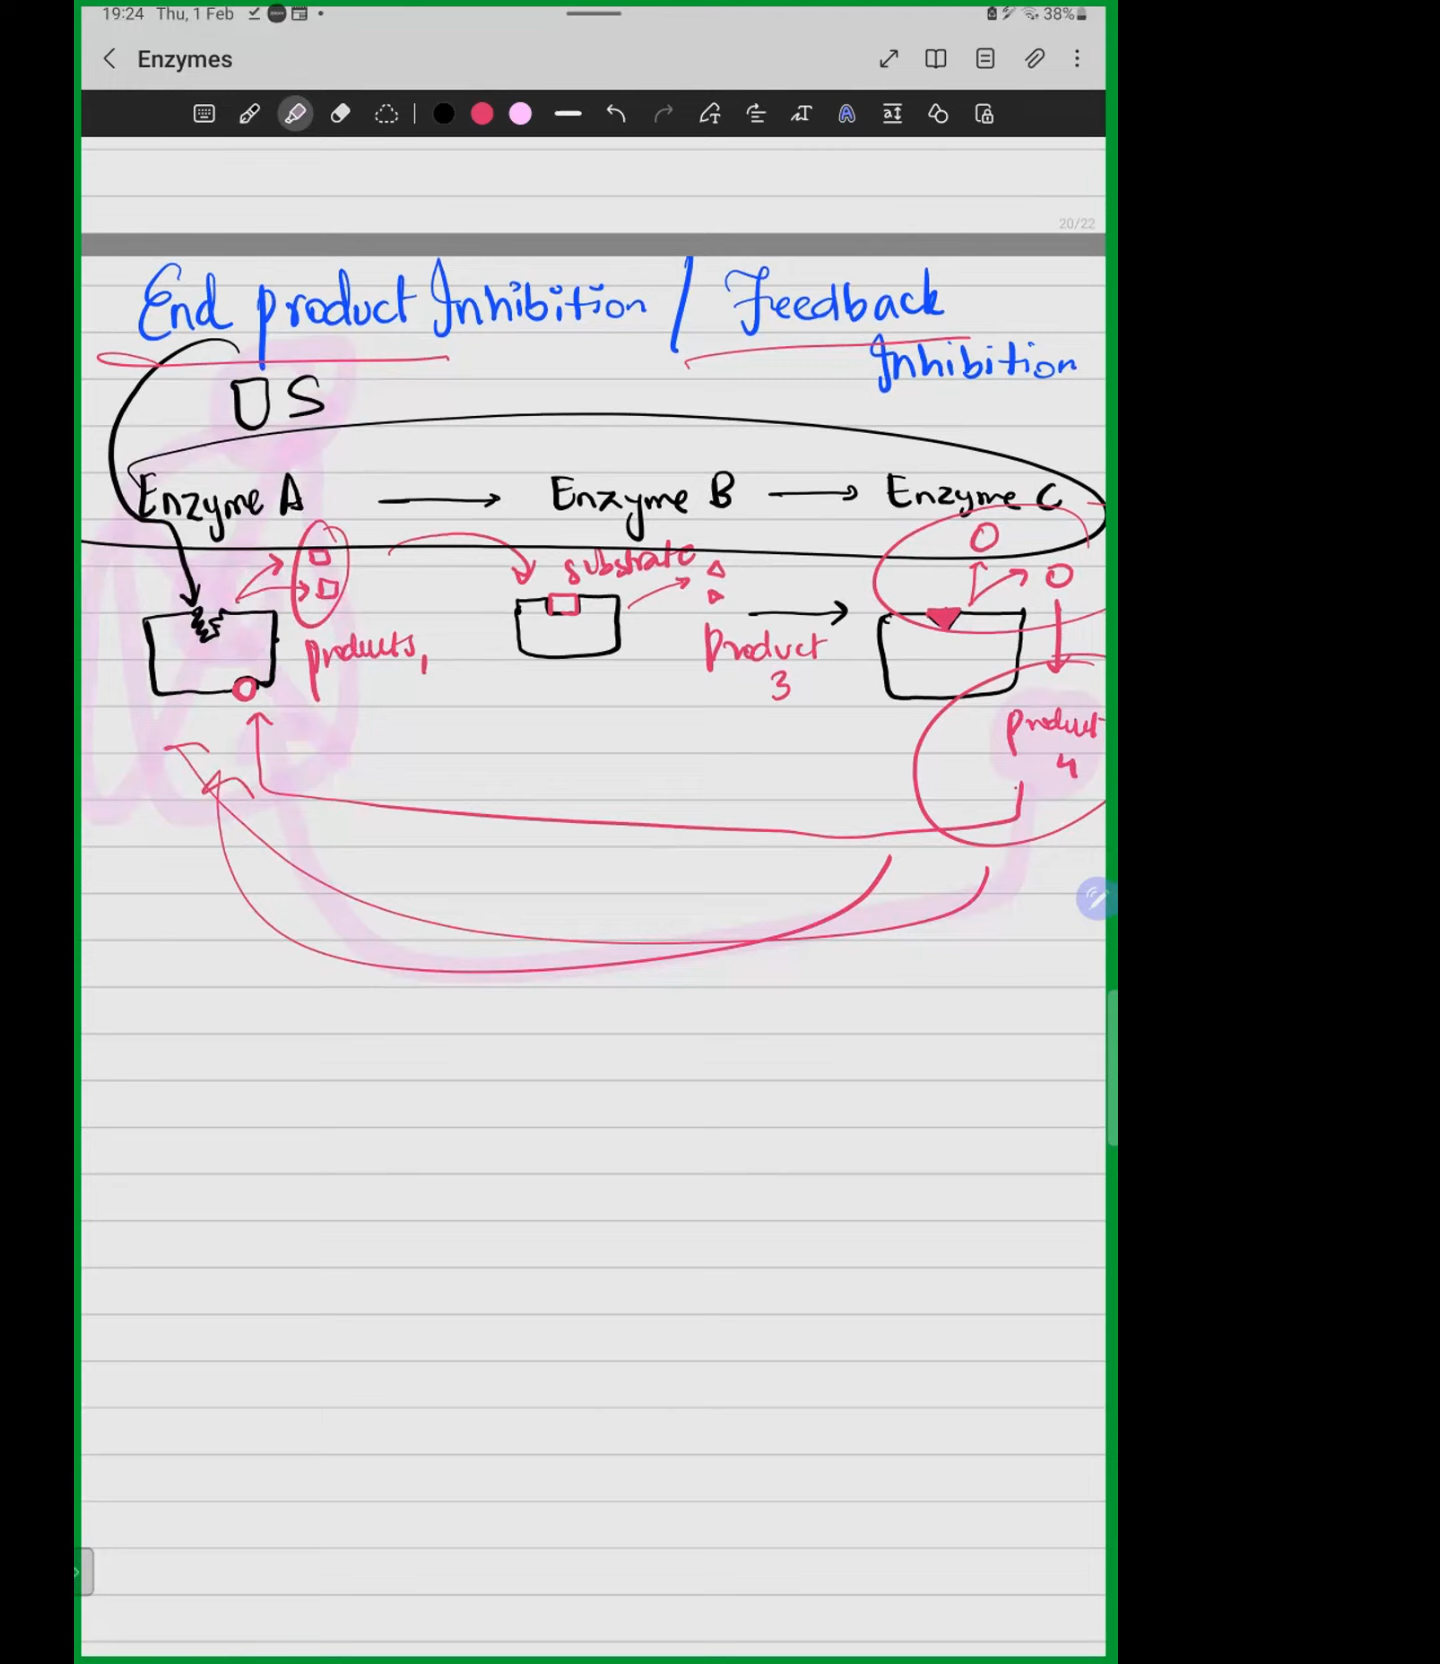 19:24 Thu, 1 Feb 38%
Enzymes
20/22
End product Inhibition / Feedback
Inhibition
S
Enzyme A → Enzyme B → Enzyme C
substrate
products, product
3
product
4